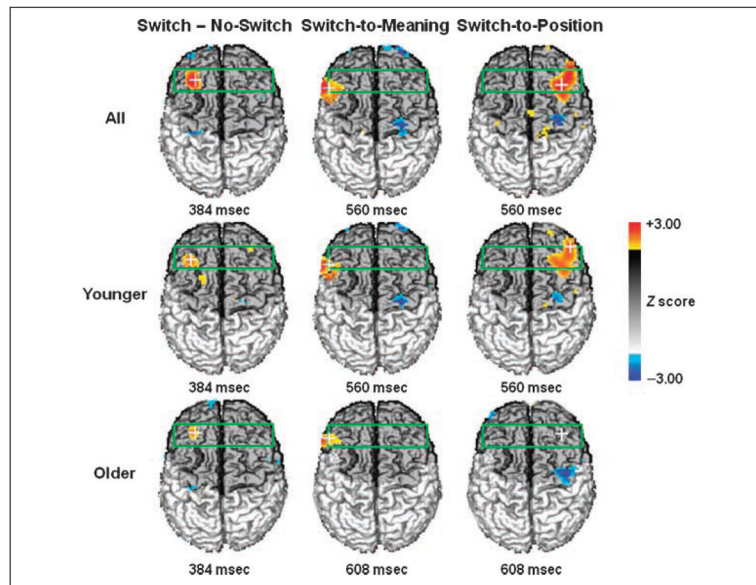 Switch – No-Switch Switch-to-Meaning Switch-to-Position
All
384 msec 560 msec 560 msec
+3.00
Younger
Z score
–3.00
384 msec 560 msec 560 msec
Older
384 msec 608 msec 608 msec